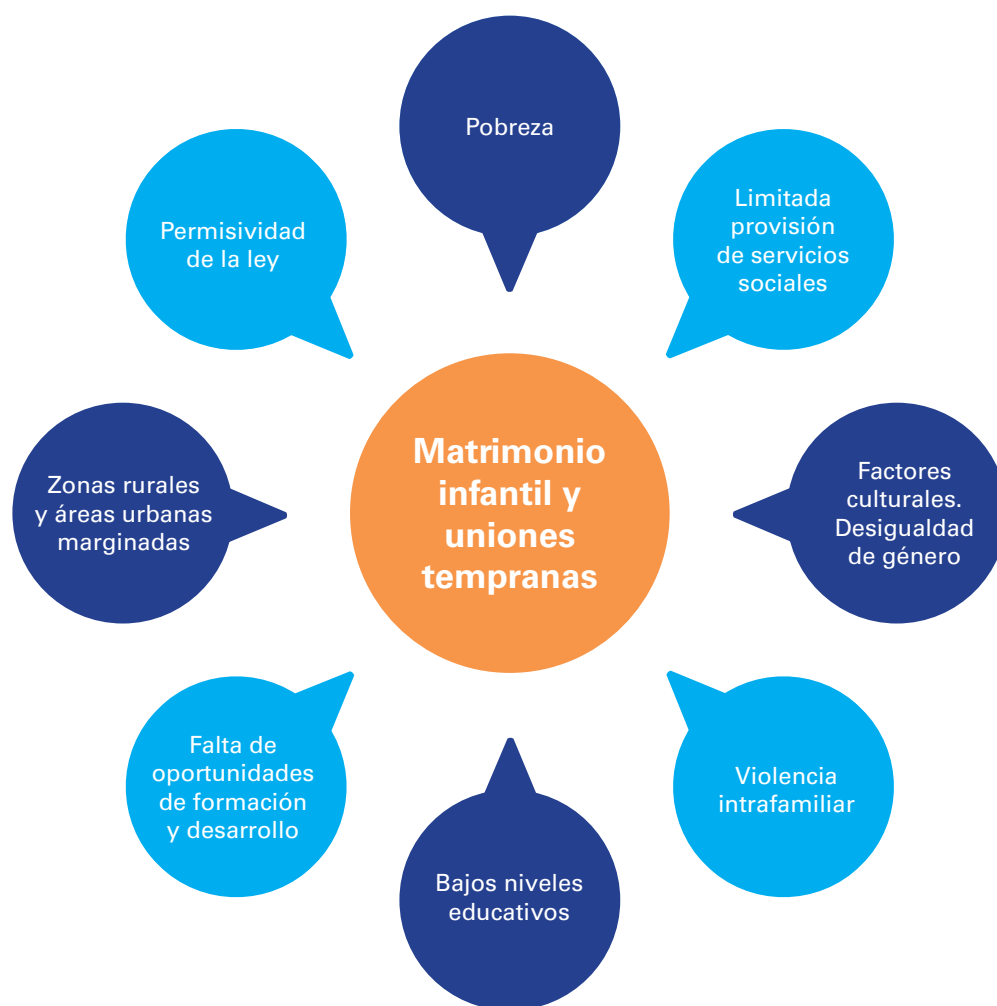 Pobreza
Limitada
provisión
de servicios
sociales
Permisividad
de la ley
Matrimonio
infantil y
uniones
tempranas
Zonas rurales
y áreas urbanas
marginadas
Factores
culturales.
Desigualdad
de género
Falta de
oportunidades
de formación
y desarrollo
Violencia
intrafamiliar
Bajos niveles
educativos